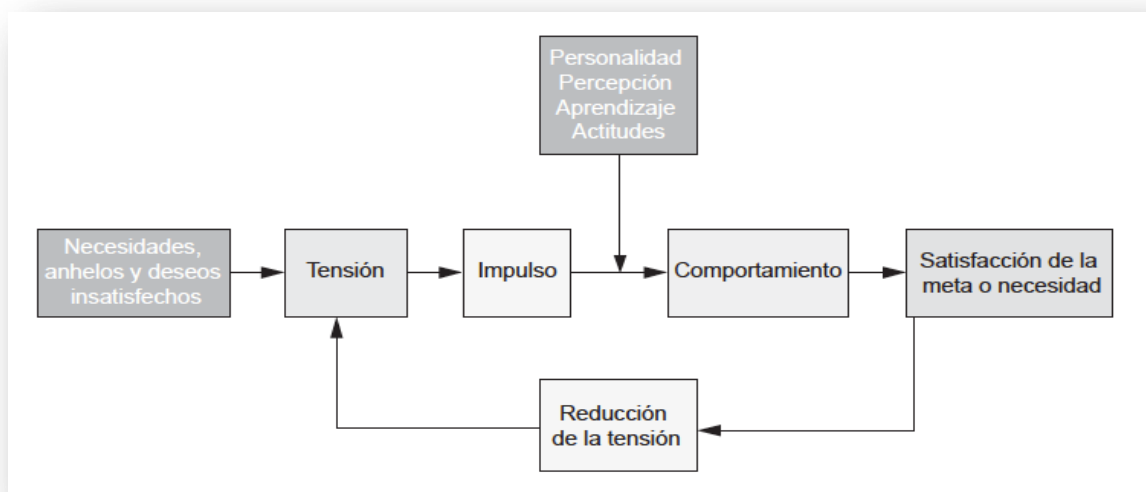 Personalidad
Percepción
Aprendizaje
Actitudes
Necesidades,
anhelos y deseos
insatisfechos
Tensión
Impulso
Comportamiento
Satisfacción de la
meta o necesidad
Reducción
de la tensión